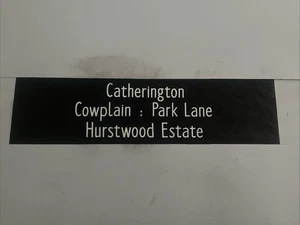 Catherington
Cowplain : Park Lane
Hurstwood Estate